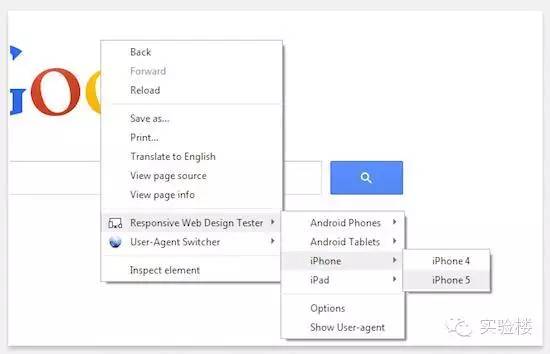 Goo
Back
Forward
Reload
Save as...
Print...
Translate to English
View page source
View page info
Responsive Web Design Tester
User-Agent Switcher
Inspect element
Android Phones
Android Tablets
iPhone
iPad
Options
Show User-agent
iPhone 4
iPhone 5
实验楼